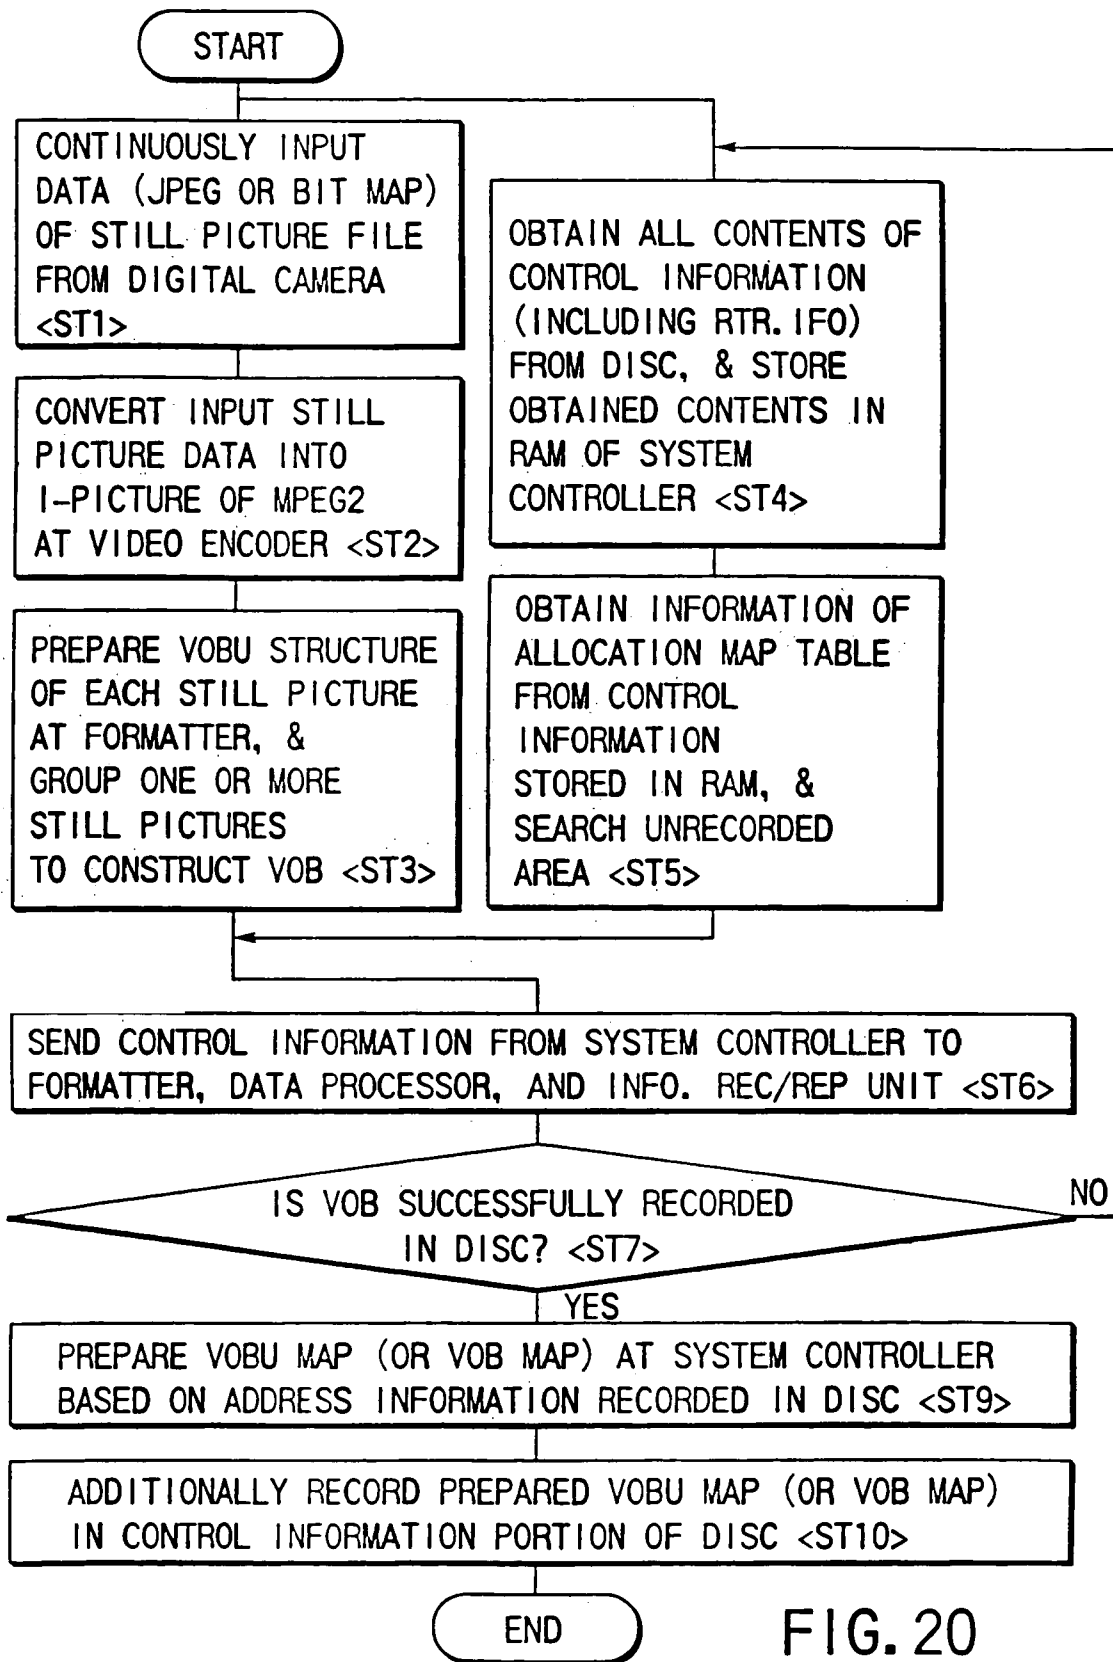 START
CONTINUOUSLY INPUT
DATA (JPEG OR BIT MAP)
OF STILL PICTURE FILE
FROM DIGITAL CAMERA
<ST1>
CONVERT INPUT STILL
PICTURE DATA INTO
I-PICTURE OF MPEG2
AT VIDEO ENCODER <ST2>
PREPARE VOBU STRUCTURE
OF EACH STILL PICTURE
AT FORMATTER, &
GROUP ONE OR MORE
STILL PICTURES
TO CONSTRUCT VOB <ST3>
OBTAIN ALL CONTENTS OF
CONTROL INFORMATION
(INCLUDING RTR. IFO)
FROM DISC, & STORE
OBTAINED CONTENTS IN
RAM OF SYSTEM
CONTROLLER <ST4>
OBTAIN INFORMATION OF
ALLOCATION MAP TABLE
FROM CONTROL
INFORMATION
STORED IN RAM, &
SEARCH UNRECORDED
AREA <ST5>
SEND CONTROL INFORMATION FROM SYSTEM CONTROLLER TO
FORMATTER, DATA PROCESSOR, AND INFO. REC/REP UNIT <ST6>
IS VOB SUCCESSFULLY RECORDED
IN DISC? <ST7>
NO
YES
PREPARE VOBU MAP (OR VOB MAP) AT SYSTEM CONTROLLER
BASED ON ADDRESS INFORMATION RECORDED IN DISC <ST9>
ADDITIONALLY RECORD PREPARED VOBU MAP (OR VOB MAP)
IN CONTROL INFORMATION PORTION OF DISC <ST10>
END
FIG. 20